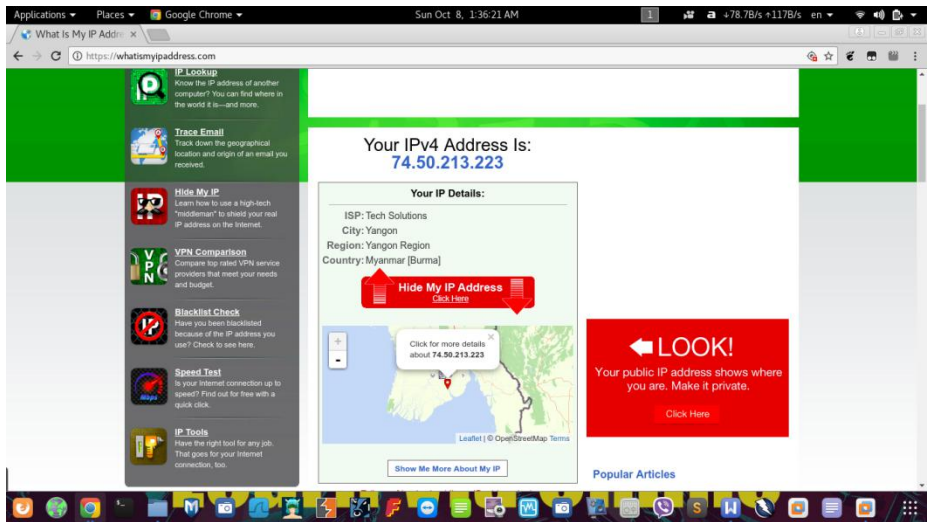 Applications Places Google Chrome Sun Oct 8, 1:36:21 AM 1 a ↓78.7B/s ↑117B/s en
What Is My IP Addre ×
https://whatismyipaddress.com
IP Lookup
Know the IP address of another
computer? You can find where in
the world it is—and more.
Trace Email
Track down the geographical
location and origin of an email you
received.
Hide My IP
Learn how to use a high-tech
"middleman" to shield your real
IP address on the Internet.
VPN
VPN Comparison
Compare top rated VPN service
providers that meet your needs
and budget.
IP
Blacklist Check
Have you been blacklisted
because of the IP address you
use? Check to see here.
Mbps
Speed Test
Is your Internet connection up to
speed? Find out for free with a
quick click.
IP
IP Tools
Have the right tool for any job.
That goes for your Internet
connection, too.
Your IPv4 Address Is:
74.50.213.223
Your IP Details:
ISP: Tech Solutions
City: Yangon
Region: Yangon Region
Country: Myanmar [Burma]
Hide My IP Address
Click Here
+
-
Click for more details
about 74.50.213.223
×
Leaflet | © OpenStreetMap Terms
Show Me More About My IP
LOOK!
Your public IP address shows where
you are. Make it private.
Click Here
Popular Articles